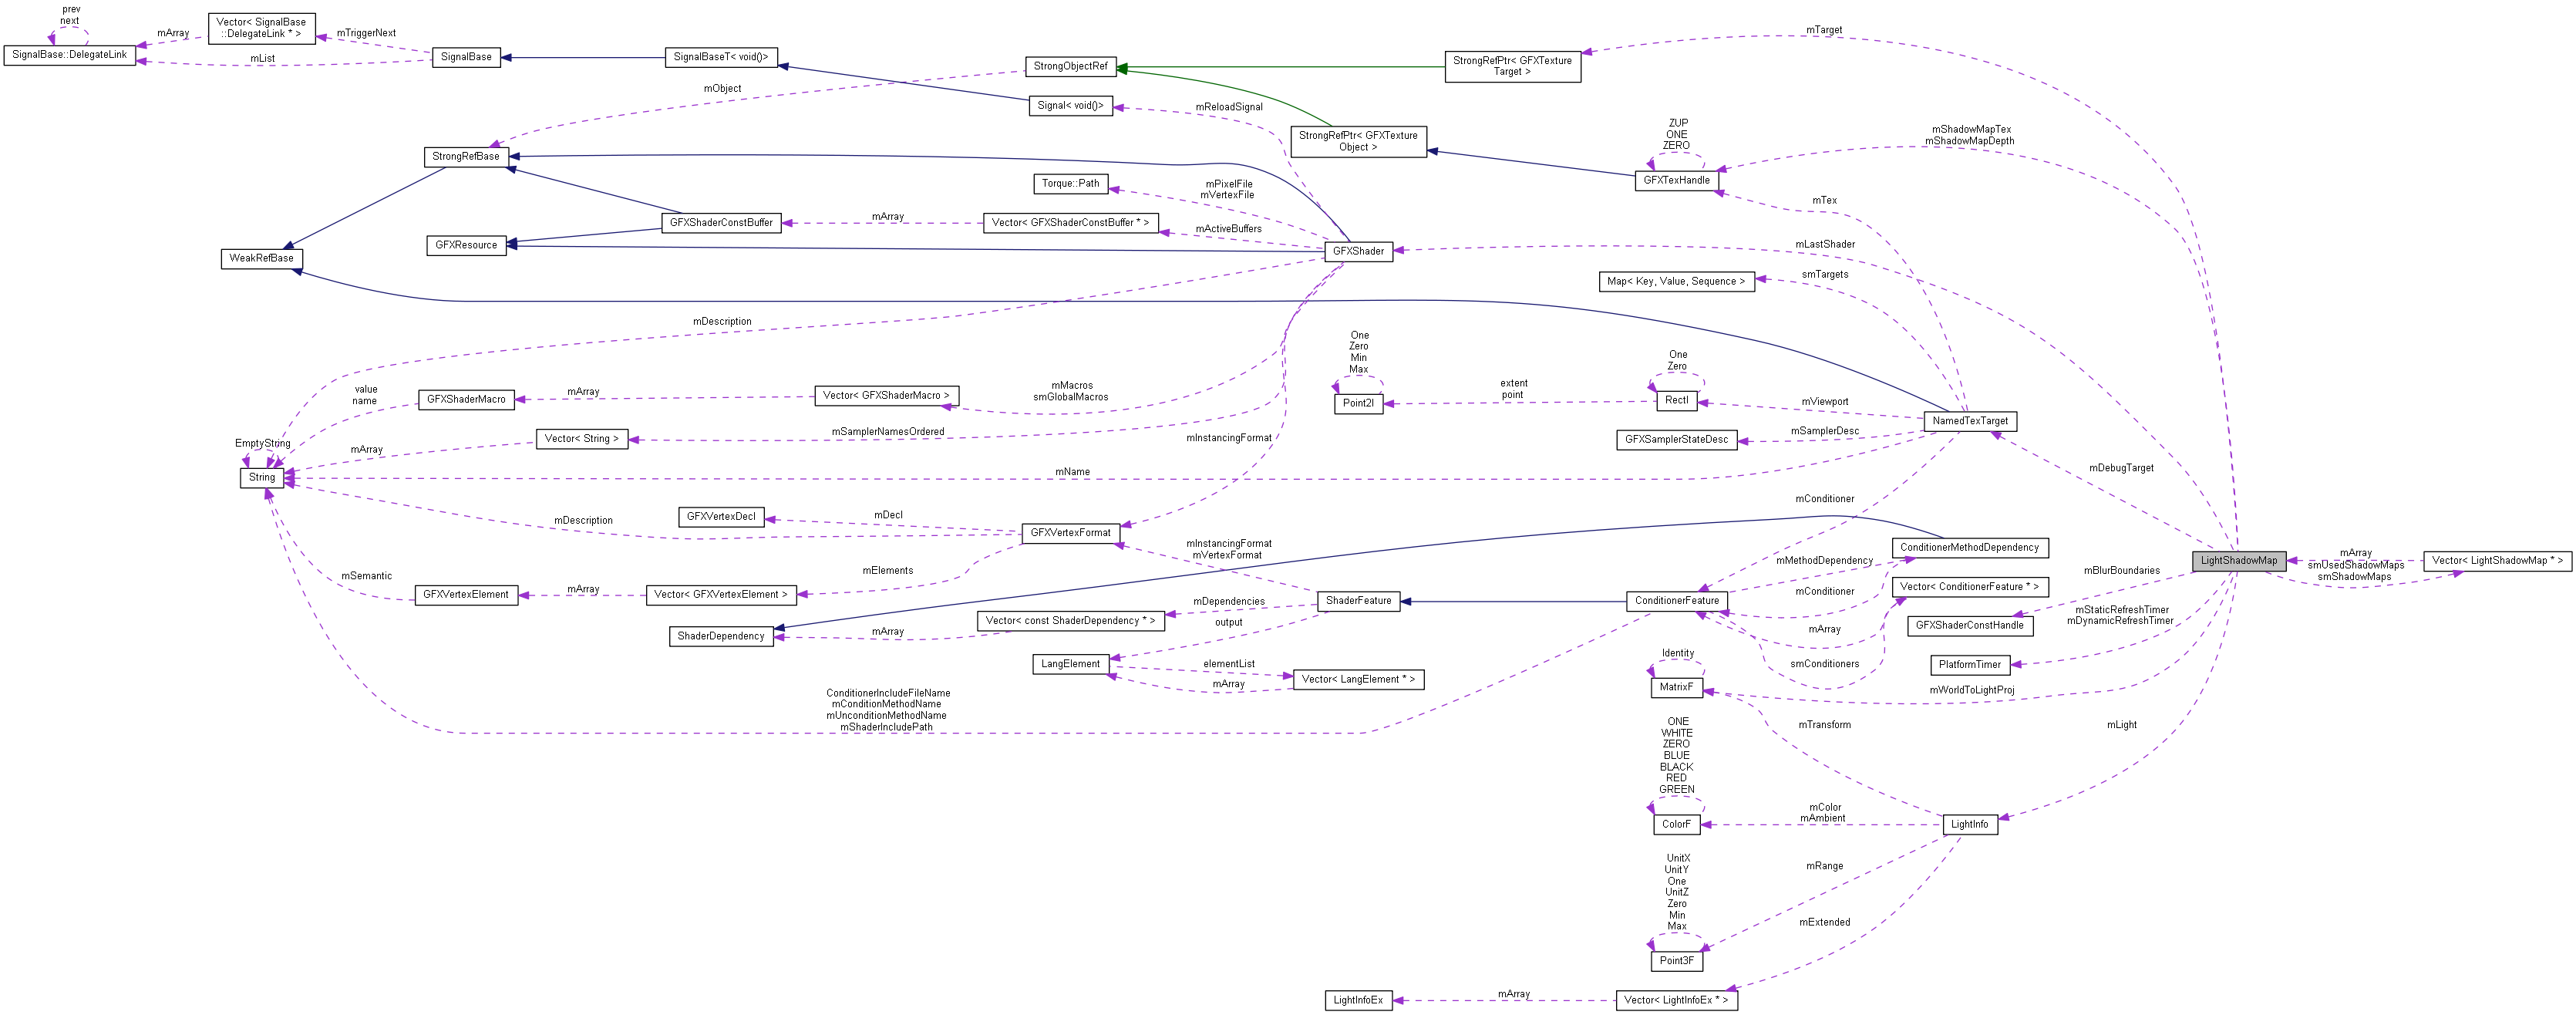 prev
next
SignalBase::DelegateLink
mArray
mList
Vector< SignalBase
::DelegateLink * >
mTriggerNext
SignalBase
SignalBaseT< void()>
StrongObjectRef
mObject
Signal< void()>
mReloadSignal
StrongRefPtr< GFXTexture
Target >
mTarget
StrongRefPtr< GFXTexture
Object >
ZUP
ONE
ZERO
GFXTexHandle
mShadowMapTex
mShadowMapDepth
mTex
StrongRefBase
Torque::Path
mPixelFile
mVertexFile
GFXShaderConstBuffer
mArray
Vector< GFXShaderConstBuffer * >
mActiveBuffers
GFXResource
WeakRefBase
GFXShader
mLastShader
Map< Key, Value, Sequence >
smTargets
mDescription
One
Zero
Min
Max
Point2I
extent
point
One
Zero
RectI
mViewport
value
name
GFXShaderMacro
mArray
Vector< GFXShaderMacro >
mMacros
smGlobalMacros
mSamplerNamesOrdered
mInstancingFormat
Vector< String >
mArray
EmptyString
String
GFXSamplerStateDesc
mSamplerDesc
NamedTexTarget
mName
mDebugTarget
mConditioner
GFXVertexDecl
mDecl
mDescription
GFXVertexFormat
mInstancingFormat
mVertexFormat
ConditionerMethodDependency
mMethodDependency
LightShadowMap
mArray
smUsedShadowMaps
smShadowMaps
Vector< LightShadowMap * >
mElements
mSemantic
GFXVertexElement
mArray
Vector< GFXVertexElement >
ShaderFeature
ConditionerFeature
mConditioner
Vector< ConditionerFeature * >
mBlurBoundaries
mDependencies
output
Vector< const ShaderDependency * >
mArray
ShaderDependency
mArray
GFXShaderConstHandle
mStaticRefreshTimer
mDynamicRefreshTimer
smConditioners
LangElement
elementList
mArray
Vector< LangElement * >
PlatformTimer
Identity
MatrixF
mWorldToLightProj
mTransform
mLight
ConditionerIncludeFileName
mConditionMethodName
mUnconditionMethodName
mShaderIncludePath
ONE
WHITE
ZERO
BLUE
BLACK
RED
GREEN
ColorF
mColor
mAmbient
LightInfo
UnitX
UnitY
One
UnitZ
Zero
Min
Max
Point3F
mRange
mExtended
LightInfoEx
mArray
Vector< LightInfoEx * >